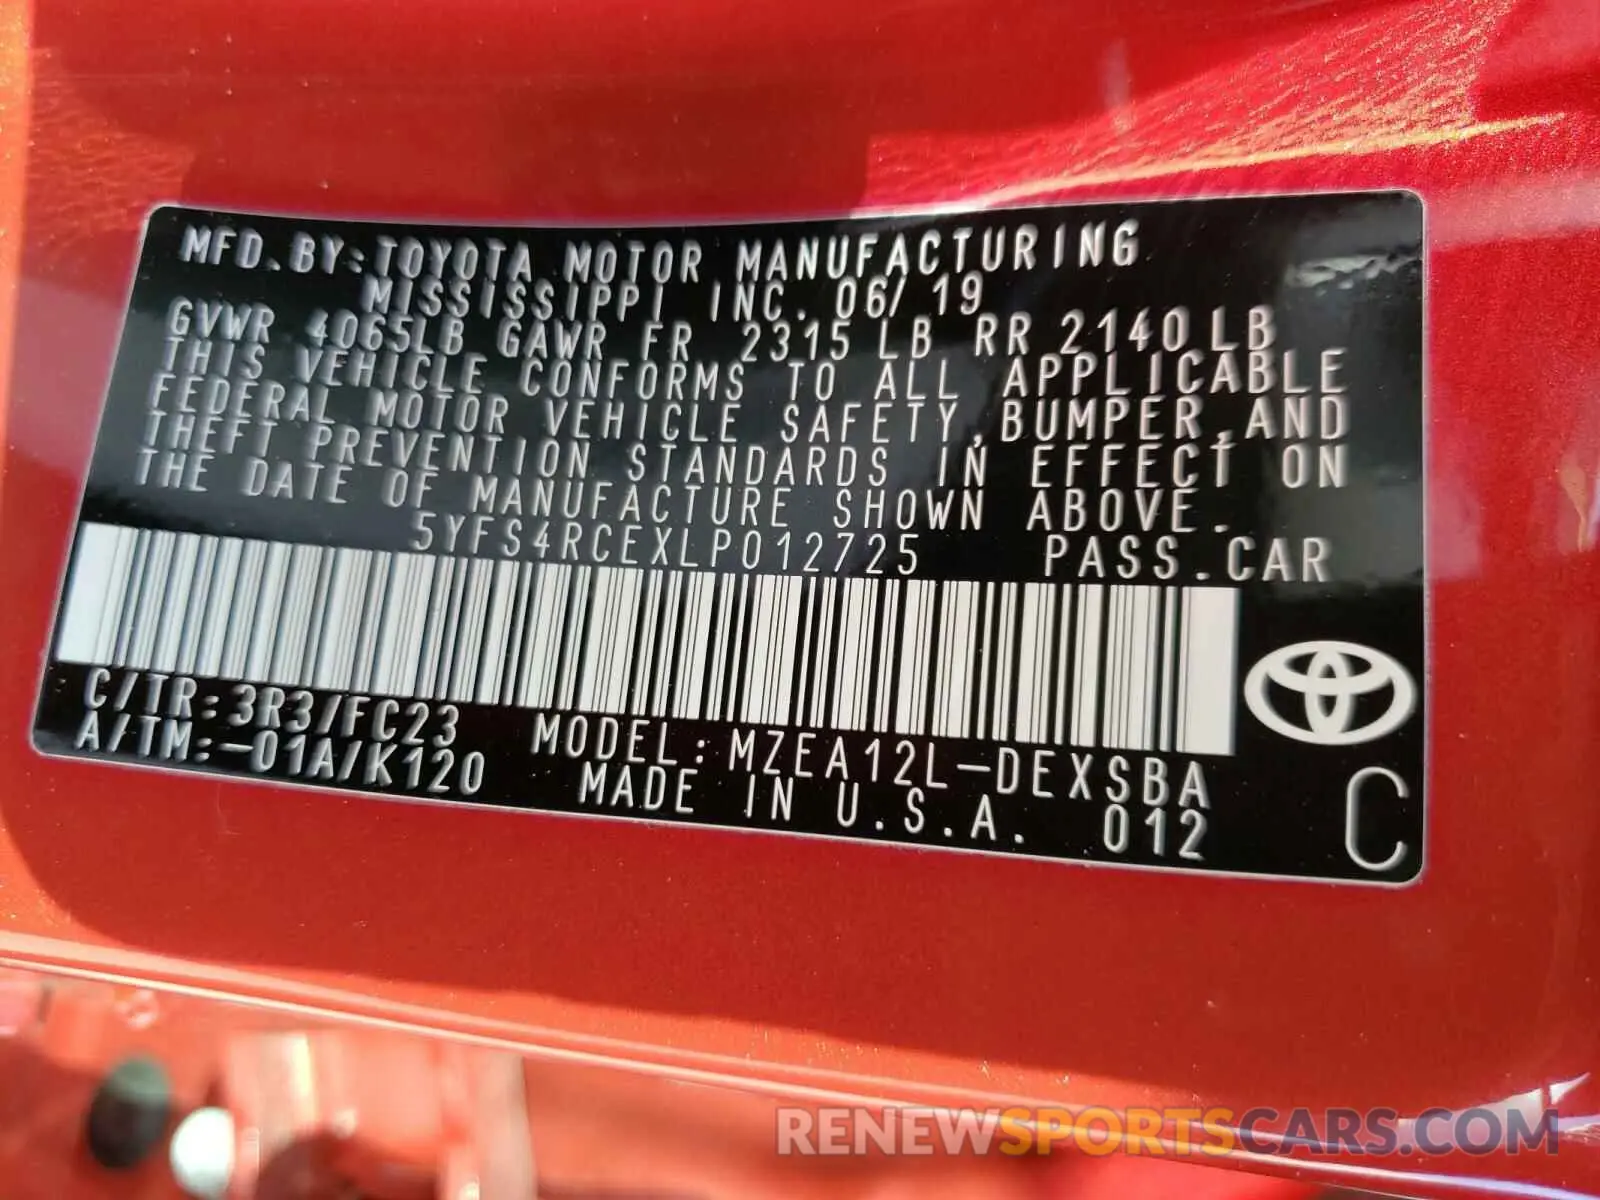 MFD. BY: TOYOTA MOTOR MANUFACTURING
MISSISSIPPI INC. 06/19
GVWR 4065LB GAWR FR 2315 LB RR 2140 LB
THIS VEHICLE CONFORMS TO ALL APPLICABLE
FEDERAL MOTOR VEHICLE SAFETY, BUMPER, AND
THEFT PREVENTION STANDARDS IN EFFECT ON
THE DATE OF MANUFACTURE SHOWN ABOVE.
5YFS4RCEXLP012725 PASS. CAR
C/TR: 3R3/FC23 MODEL: MZEA12L-DEXSBA
A/TM: -01A/K120 MADE IN U.S.A. 012 C
RENEWSPORTSCARS.COM